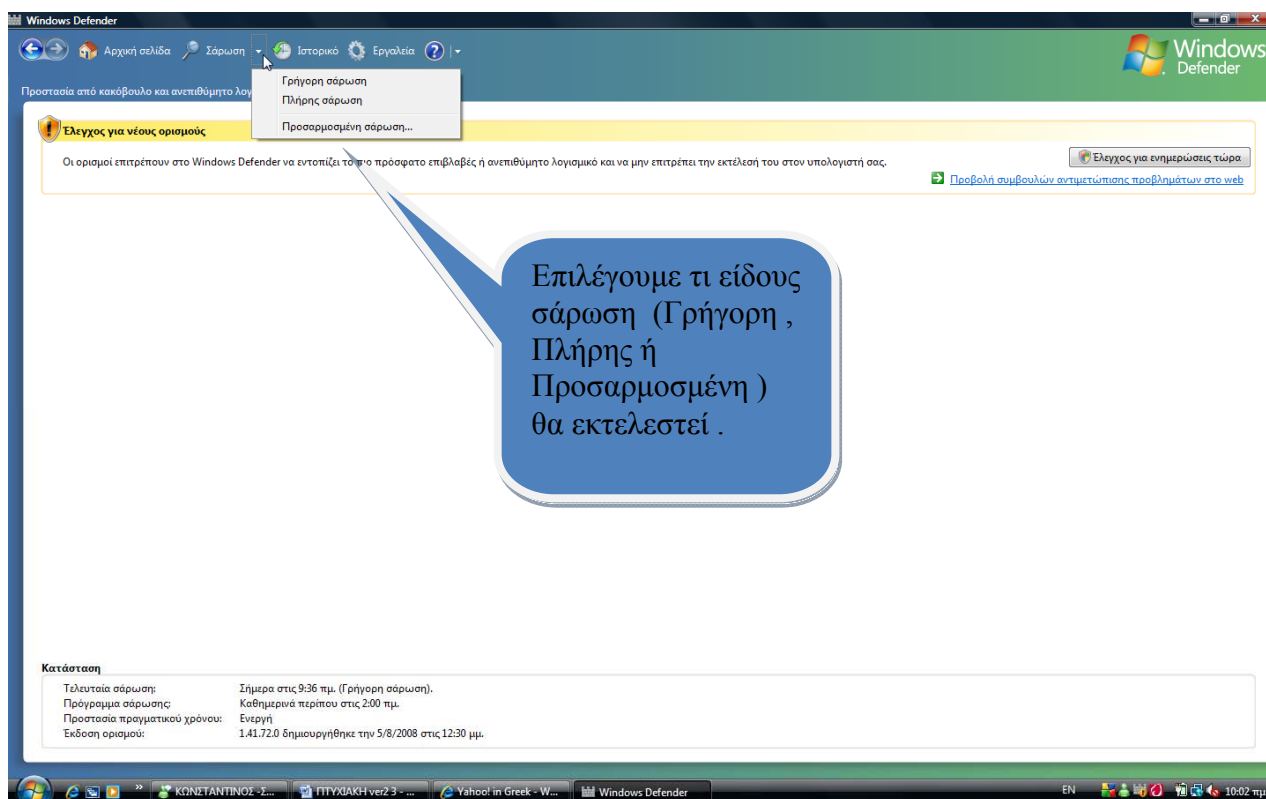 Windows Defender
Αρχική σελίδα Σάρωση Ιστορικό Εργαλεία ?
Windows
Defender
Προστασία από κακόβουλο και ανεπιθύμητο λογ
Γρήγορη σάρωση
Πλήρης σάρωση
Προσαρμοσμένη σάρωση...
Έλεγχος για νέους ορισμούς
Οι ορισμοί επιτρέπουν στο Windows Defender να εντοπίζει το πιο πρόσφατο επιβλαβές ή ανεπιθύμητο λογισμικό και να μην επιτρέπει την εκτέλεσή του στον υπολογιστή σας.
Έλεγχος για ενημερώσεις τώρα
Προβολή συμβουλών αντιμετώπισης προβλημάτων στο web
Επιλέγουμε τι είδους
σάρωση (Γρήγορη ,
Πλήρης ή
Προσαρμοσμένη )
θα εκτελεστεί .
Κατάσταση
Τελευταία σάρωση: Σήμερα στις 9:36 πμ. (Γρήγορη σάρωση).
Πρόγραμμα σάρωσης: Καθημερινά περίπου στις 2:00 πμ.
Προστασία πραγματικού χρόνου: Ενεργή
Έκδοση ορισμού: 1.41.72.0 δημιουργήθηκε την 5/8/2008 στις 12:30 μμ.
» ΚΩΝΣΤΑΝΤΙΝΟΣ -Σ... ΠΤΥΧΙΑΚΗ ver2 3 - ... Yahoo! in Greek - W... Windows Defender EN 10:02 πμ